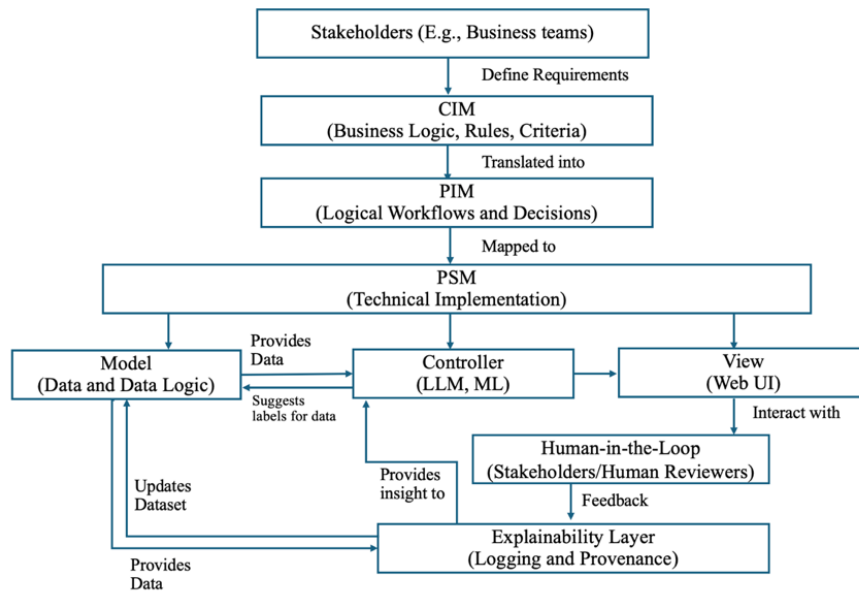 Stakeholders (E.g., Business teams)
Define Requirements
CIM
(Business Logic, Rules, Criteria)
Translated into
PIM
(Logical Workflows and Decisions)
Mapped to
PSM
(Technical Implementation)
Provides
Data
Model
(Data and Data Logic)
Controller
(LLM, ML)
View
(Web UI)
Suggests
labels for data
Interact with
Human-in-the-Loop
(Stakeholders/Human Reviewers)
Updates
Dataset
Provides
insight to
Feedback
Explainability Layer
(Logging and Provenance)
Provides
Data